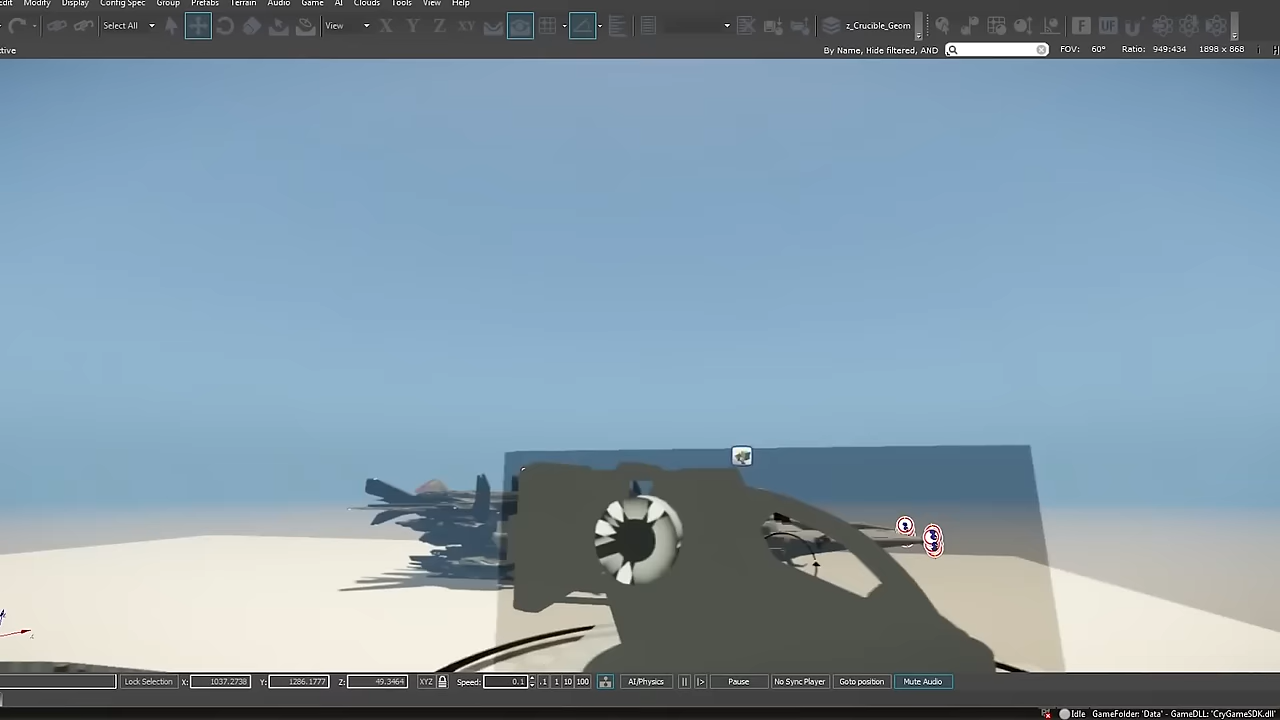 Edit Modify Display Config Spec Group Prefabs Terrain Audio Game AI Clouds Tools View Help
Select All View X Y Z XY z_Crucible_Geom F UF
By Name, Hide filtered, AND FOV: 60° Ratio: 949:434 1898 x 868
Lock Selection X: 1037.2738 Y: 1286.1777 Z: 49.3464 XYZ Speed: 0.1 .1 1 10 100 AI/Physics Pause No Sync Player Goto position Mute Audio
Idle GameFolder: 'Data' - GameDLL: 'CryGameSDK.dll'